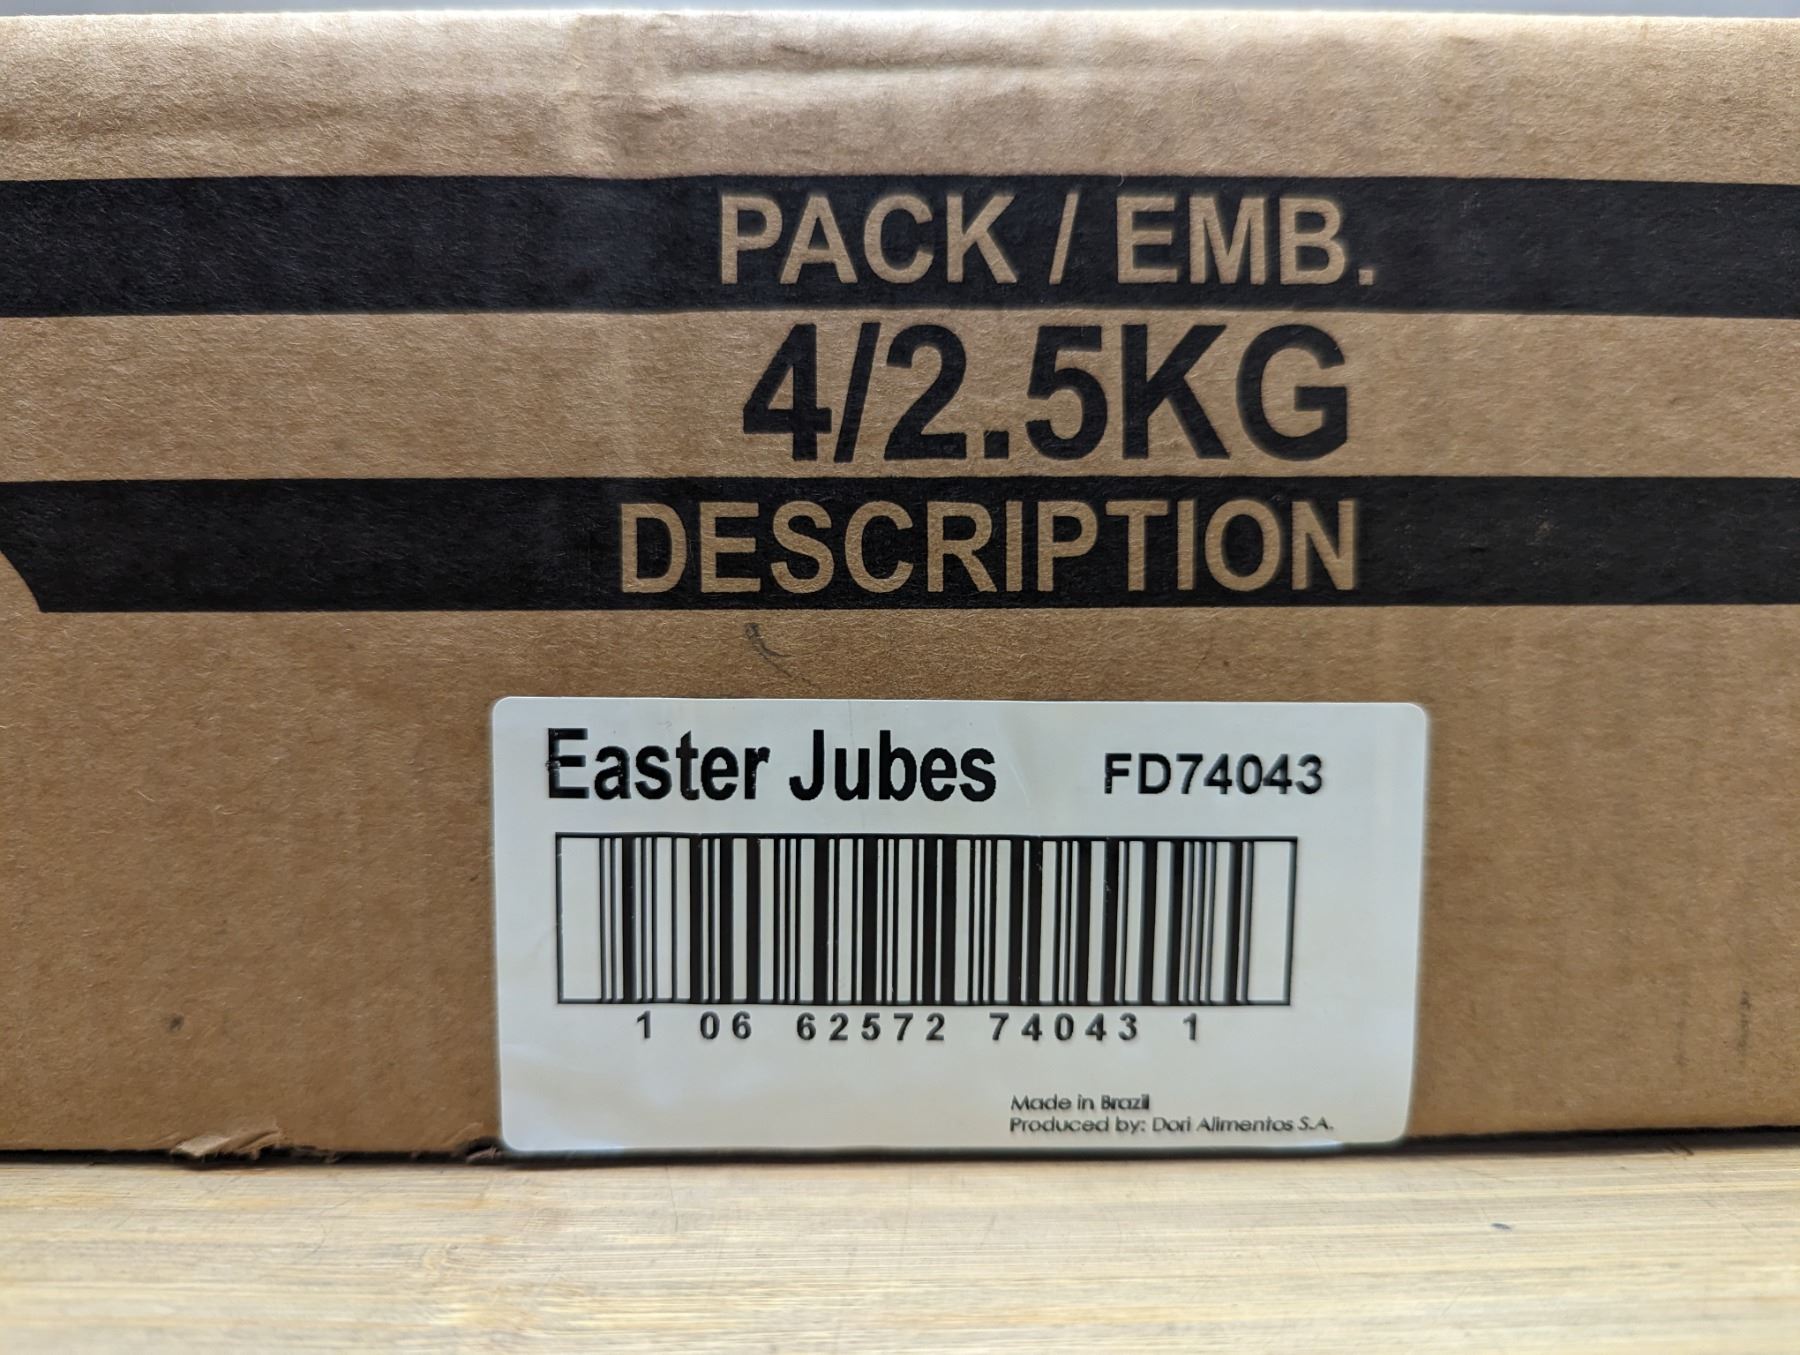 PACK / EMB.
4/2.5KG
DESCRIPTION
Easter Jubes FD74043
1 06 62572 74043 1
Made in Brazil
Produced by: Dori Alimentos S.A.